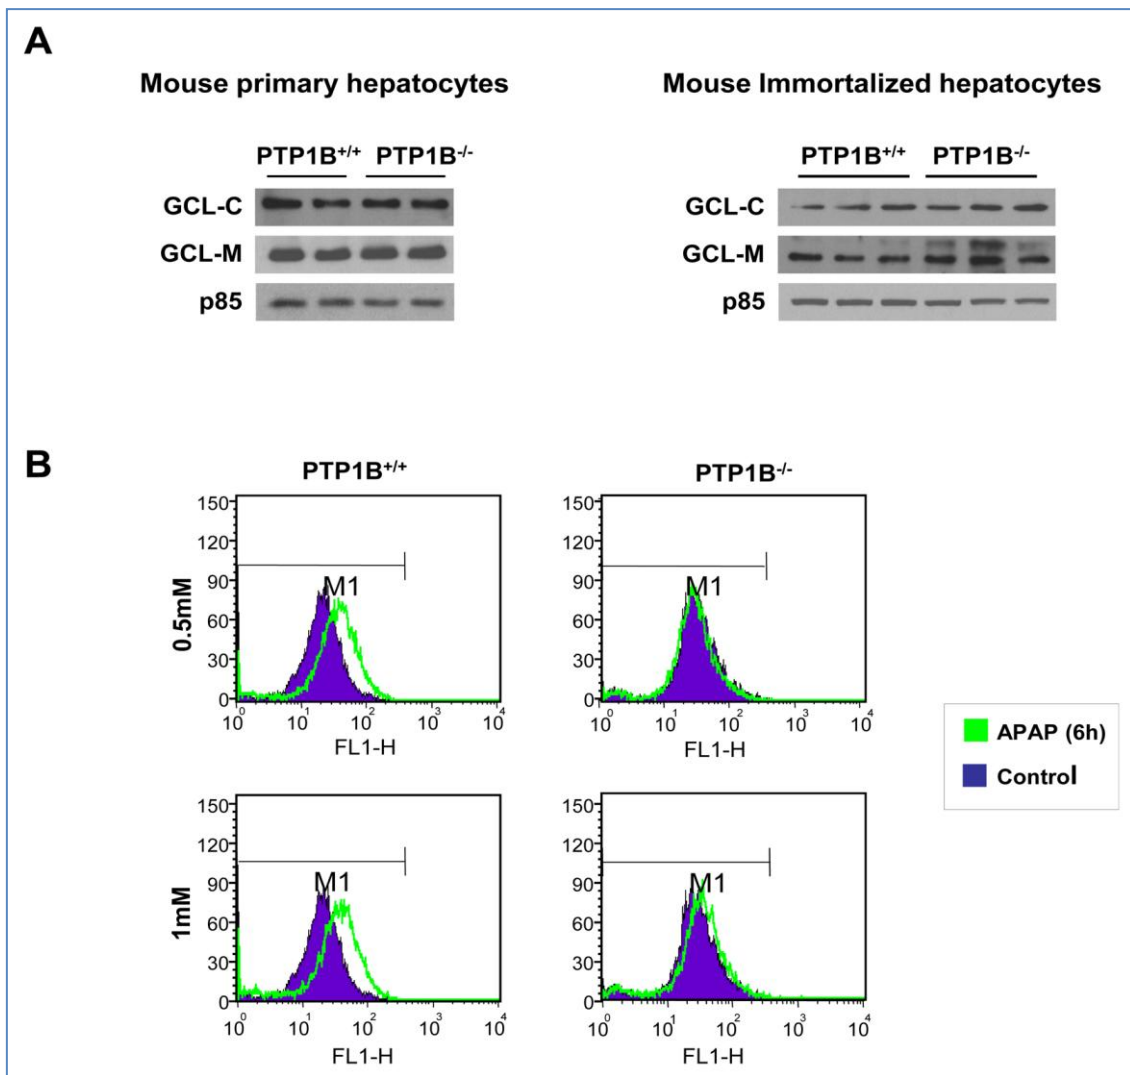 A
Mouse primary hepatocytes
Mouse Immortalized hepatocytes
PTP1B+/+ PTP1B-/-
GCL-C
GCL-M
p85
PTP1B+/+ PTP1B-/-
GCL-C
GCL-M
p85
B
PTP1B+/+
PTP1B-/-
0.5mM
150
120
90
60
30
0
M1
10^0 10^1 10^2 10^3 10^4
FL1-H
150
120
90
60
30
0
M1
10^0 10^1 10^2 10^3 10^4
FL1-H
1mM
150
120
90
60
30
0
M1
10^0 10^1 10^2 10^3 10^4
FL1-H
150
120
90
60
30
0
M1
10^0 10^1 10^2 10^3 10^4
FL1-H
APAP (6h)
Control